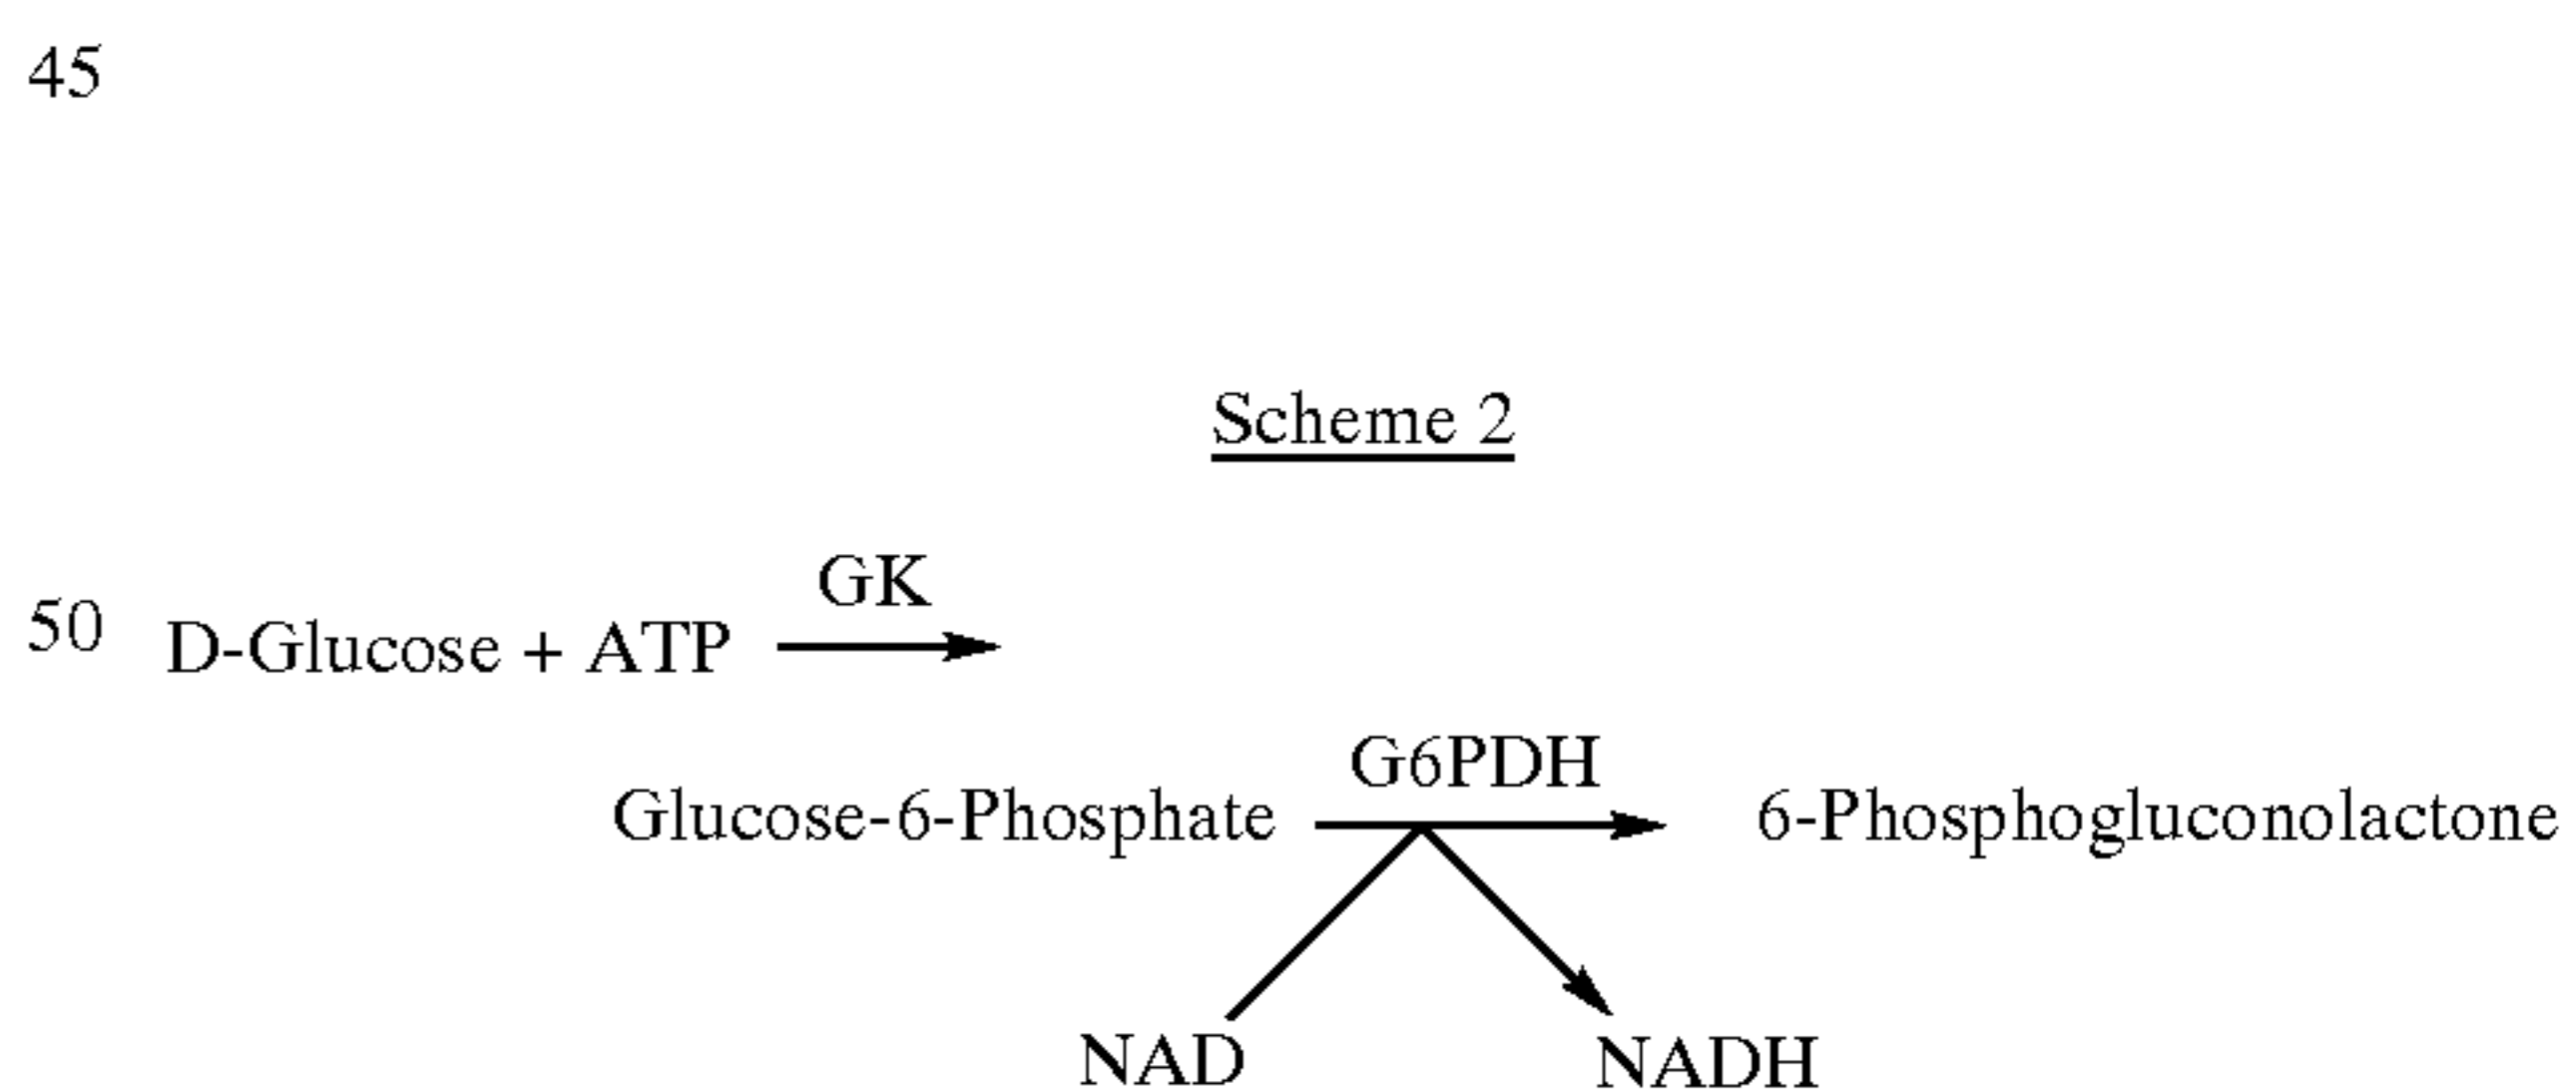 45
Scheme 2
GK
50 D-Glucose + ATP
G6PDH
Glucose-6-Phosphate 6-Phosphogluconolactone
NAD NADH